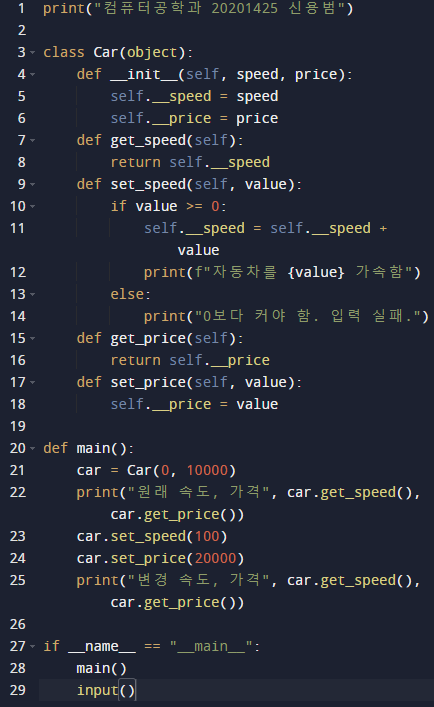 1 print("컴퓨터공학과 20201425 신용범")
2
3 class Car(object):
4     def __init__(self, speed, price):
5         self.__speed = speed
6         self.__price = price
7     def get_speed(self):
8         return self.__speed
9     def set_speed(self, value):
10         if value >= 0:
11             self.__speed = self.__speed +
                value
12             print(f"자동차를 {value} 가속함")
13         else:
14             print("0보다 커야 함. 입력 실패.")
15     def get_price(self):
16         return self.__price
17     def set_price(self, value):
18         self.__price = value
19
20 def main():
21     car = Car(0, 10000)
22     print("원래 속도, 가격", car.get_speed(),
        car.get_price())
23     car.set_speed(100)
24     car.set_price(20000)
25     print("변경 속도, 가격", car.get_speed(),
        car.get_price())
26
27 if __name__ == "__main__":
28     main()
29     input()